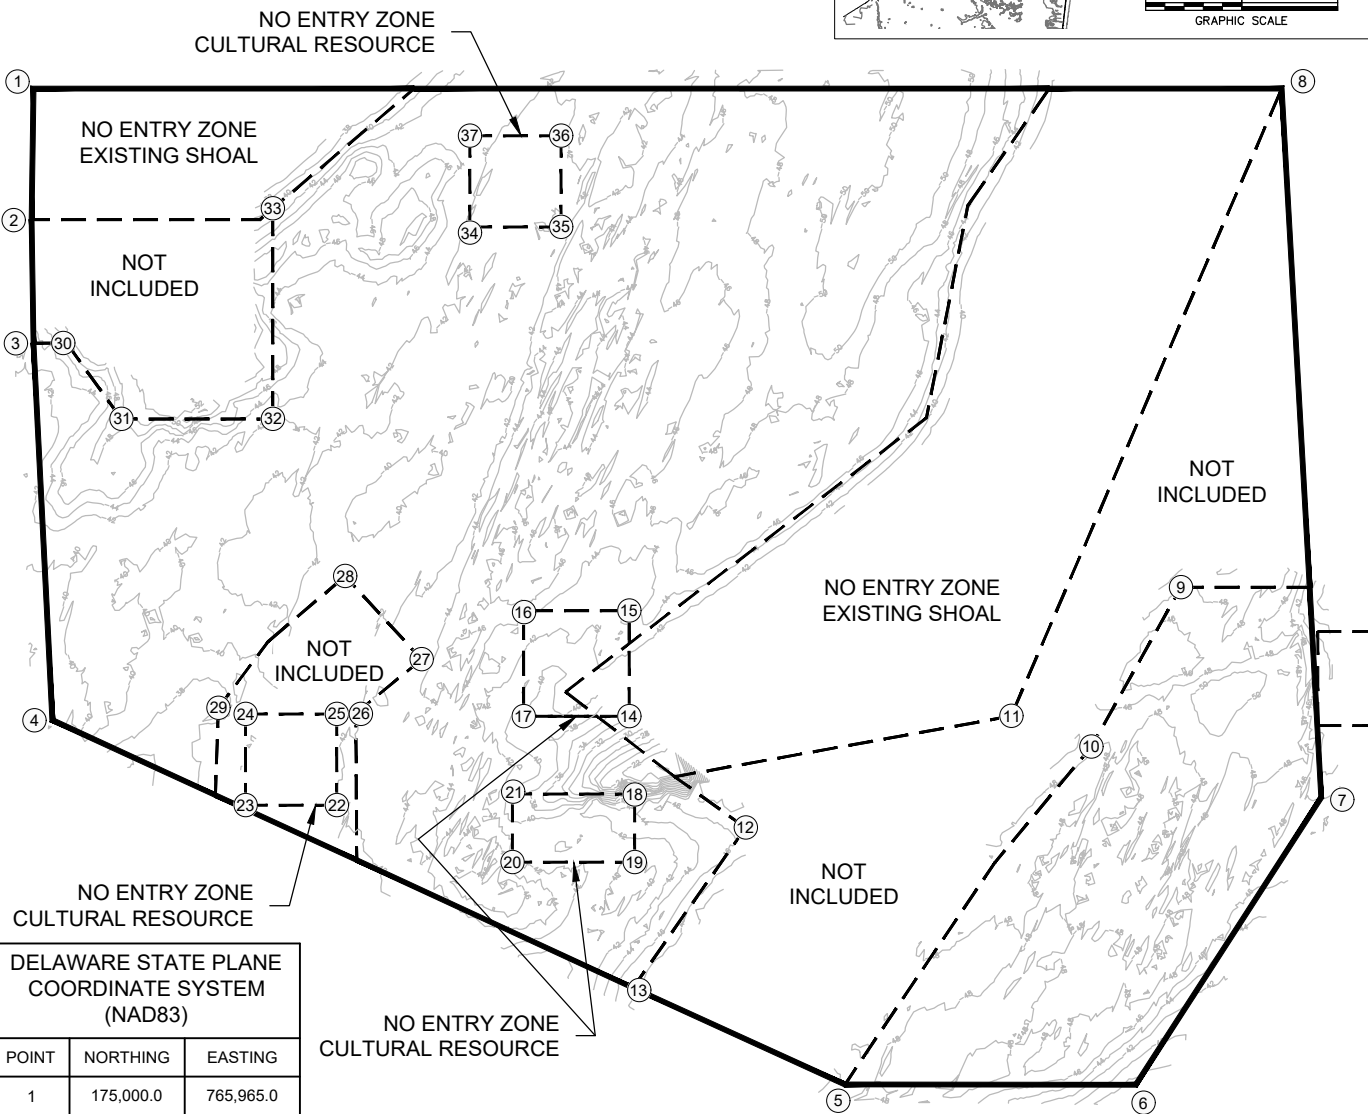 GRAPHIC SCALE
NO ENTRY ZONE
CULTURAL RESOURCE
1
8
NO ENTRY ZONE
EXISTING SHOAL
37
36
33
2
34
35
NOT
INCLUDED
3
30
31
32
NOT
INCLUDED
28
NO ENTRY ZONE
EXISTING SHOAL
9
16
15
NOT
INCLUDED
27
29
24
25
26
17
14
11
4
10
21
18
7
23
22
12
20
19
NOT
INCLUDED
NO ENTRY ZONE
CULTURAL RESOURCE
DELAWARE STATE PLANE
COORDINATE SYSTEM
(NAD83)
13
NO ENTRY ZONE
CULTURAL RESOURCE
POINT NORTHING EASTING
1 175,000.0 765,965.0
5
6